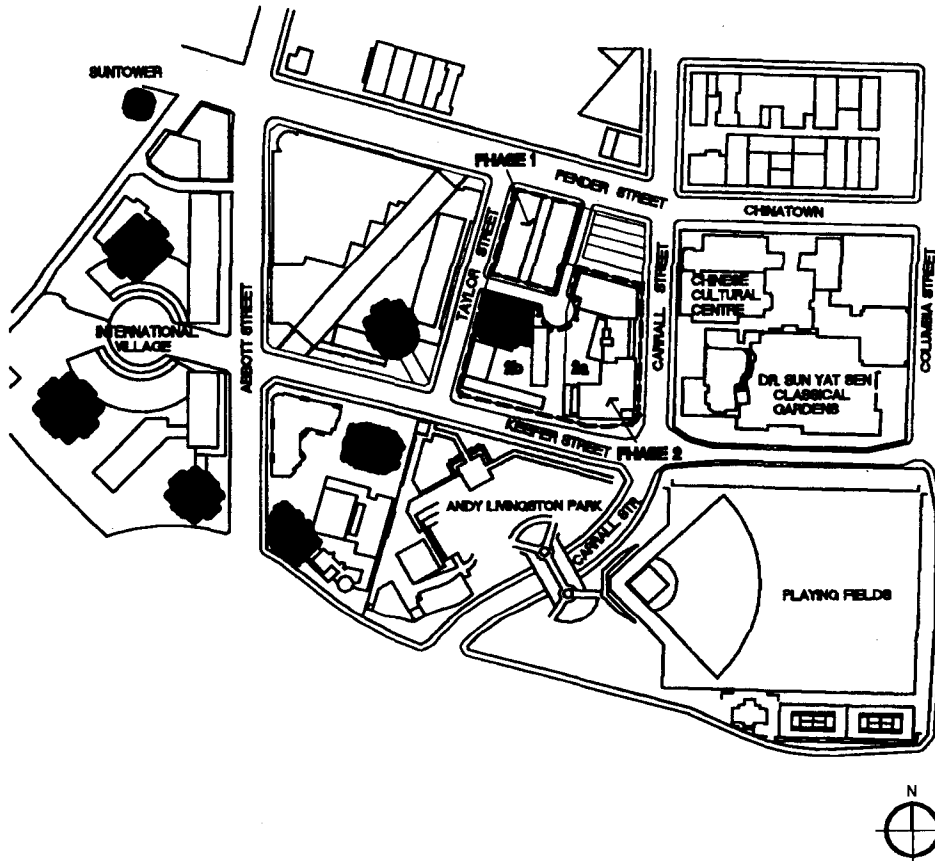 SUNTOWER
PHASE 1
PENDER STREET
CHINATOWN
TAYLOR STREET
CARRALL STREET
COLUMBIA STREET
CHINESE
CULTURAL
CENTRE
ABBOTT STREET
INTERNATIONAL
VILLAGE
2b
2a
DR. SUN YAT SEN
CLASSICAL
GARDENS
KEEFER STREET
PHASE 2
ANDY LIVINGSTON PARK
CARRALL STR
PLAYING FIELDS
N